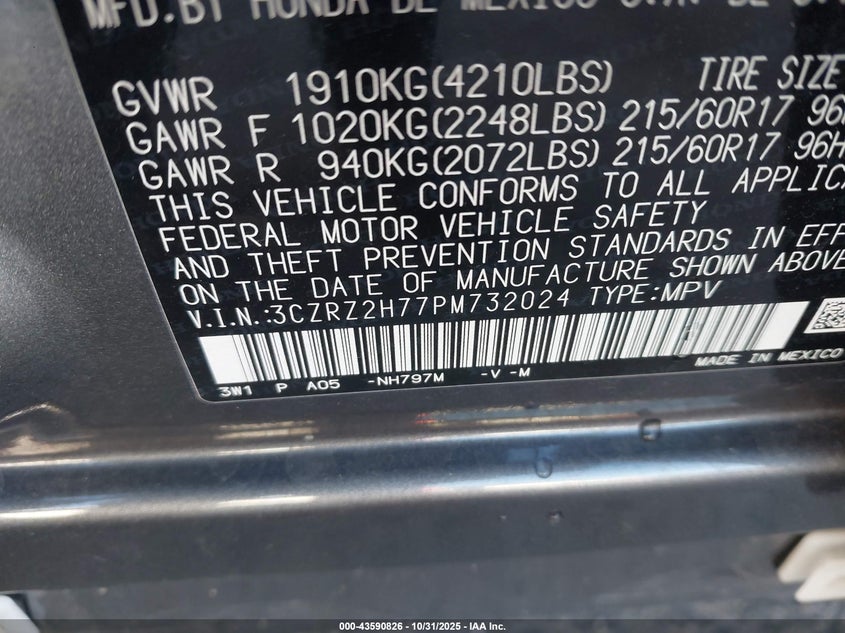 MFD.BY HONDA DE MEXICO S.A. DE C.V.
GVWR 1910KG(4210LBS) TIRE SIZE
GAWR F 1020KG(2248LBS) 215/60R17 96H
GAWR R 940KG(2072LBS) 215/60R17 96H
THIS VEHICLE CONFORMS TO ALL APPLICA
FEDERAL MOTOR VEHICLE SAFETY
AND THEFT PREVENTION STANDARDS IN EFF
ON THE DATE OF MANUFACTURE SHOWN ABOVE
V.I.N.:3CZRZ2H77PM732024 TYPE:MPV
MADE IN MEXICO
3W1 P A05 -NH797M -V -M
000-43590826 - 10/31/2025 - IAA Inc.